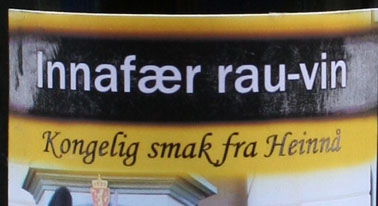 Innafær rau-vin
Kongelig smak fra Heinnå